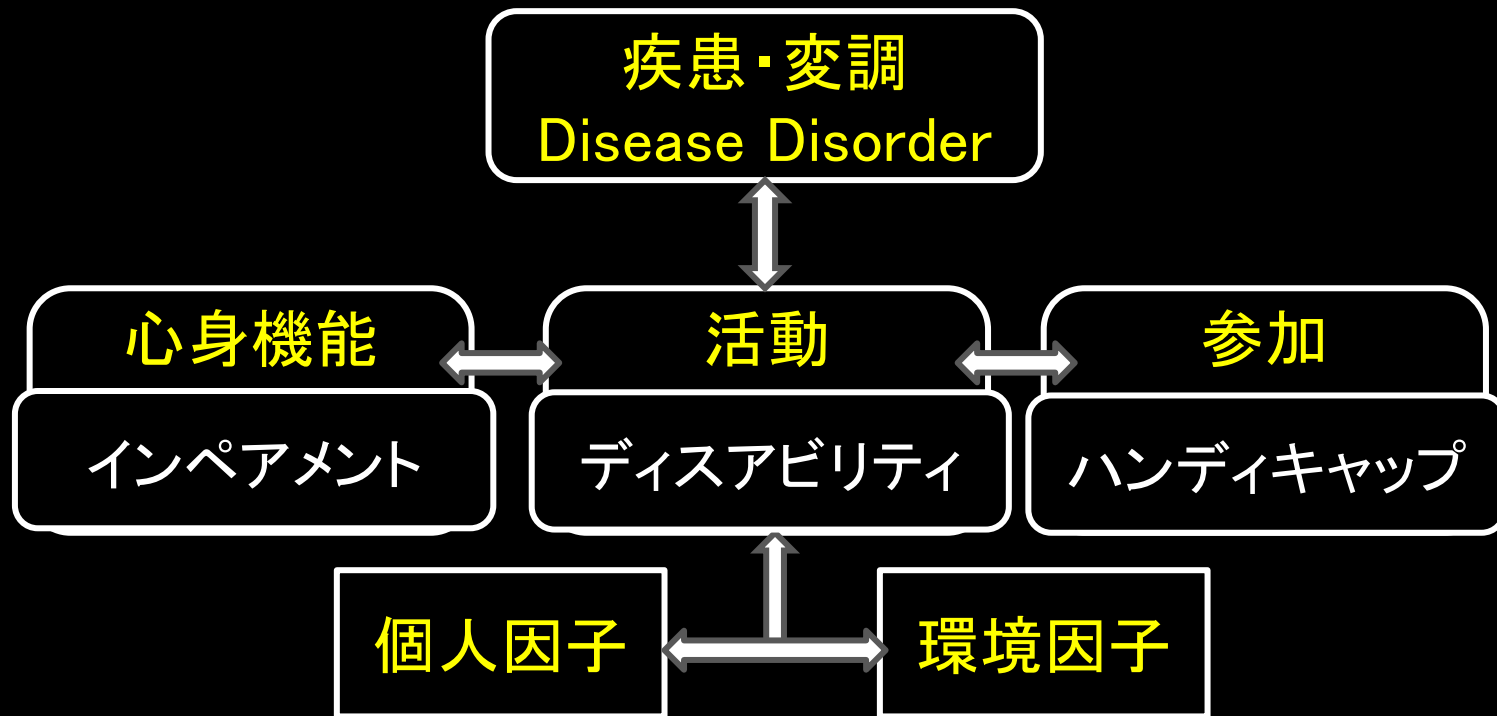 疾患・変調
Disease Disorder
心身機能
活動
参加
インペアメント
ディスアビリティ
ハンディキャップ
個人因子
環境因子